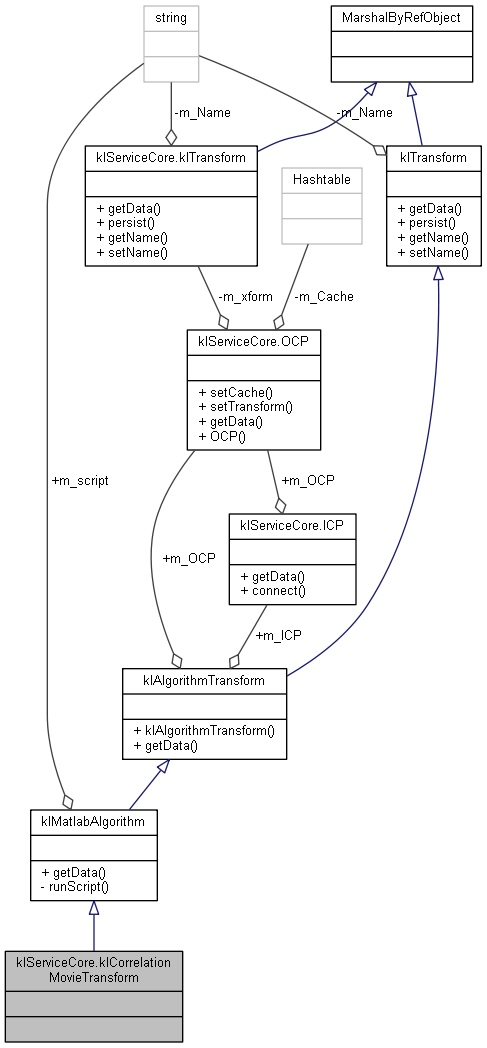 string
MarshalByRefObject
-m_Name
-m_Name
klServiceCore.klTransform
+ getData()
+ persist()
+ getName()
+ setName()
klTransform
+ getData()
+ persist()
+ getName()
+ setName()
Hashtable
-m_xform
-m_Cache
klServiceCore.OCP
+ setCache()
+ setTransform()
+ getData()
+ OCP()
+m_script
+m_OCP
klServiceCore.ICP
+ getData()
+ connect()
+m_OCP
+m_ICP
klAlgorithmTransform
+ klAlgorithmTransform()
+ getData()
klMatlabAlgorithm
+ getData()
- runScript()
klServiceCore.klCorrelation
MovieTransform